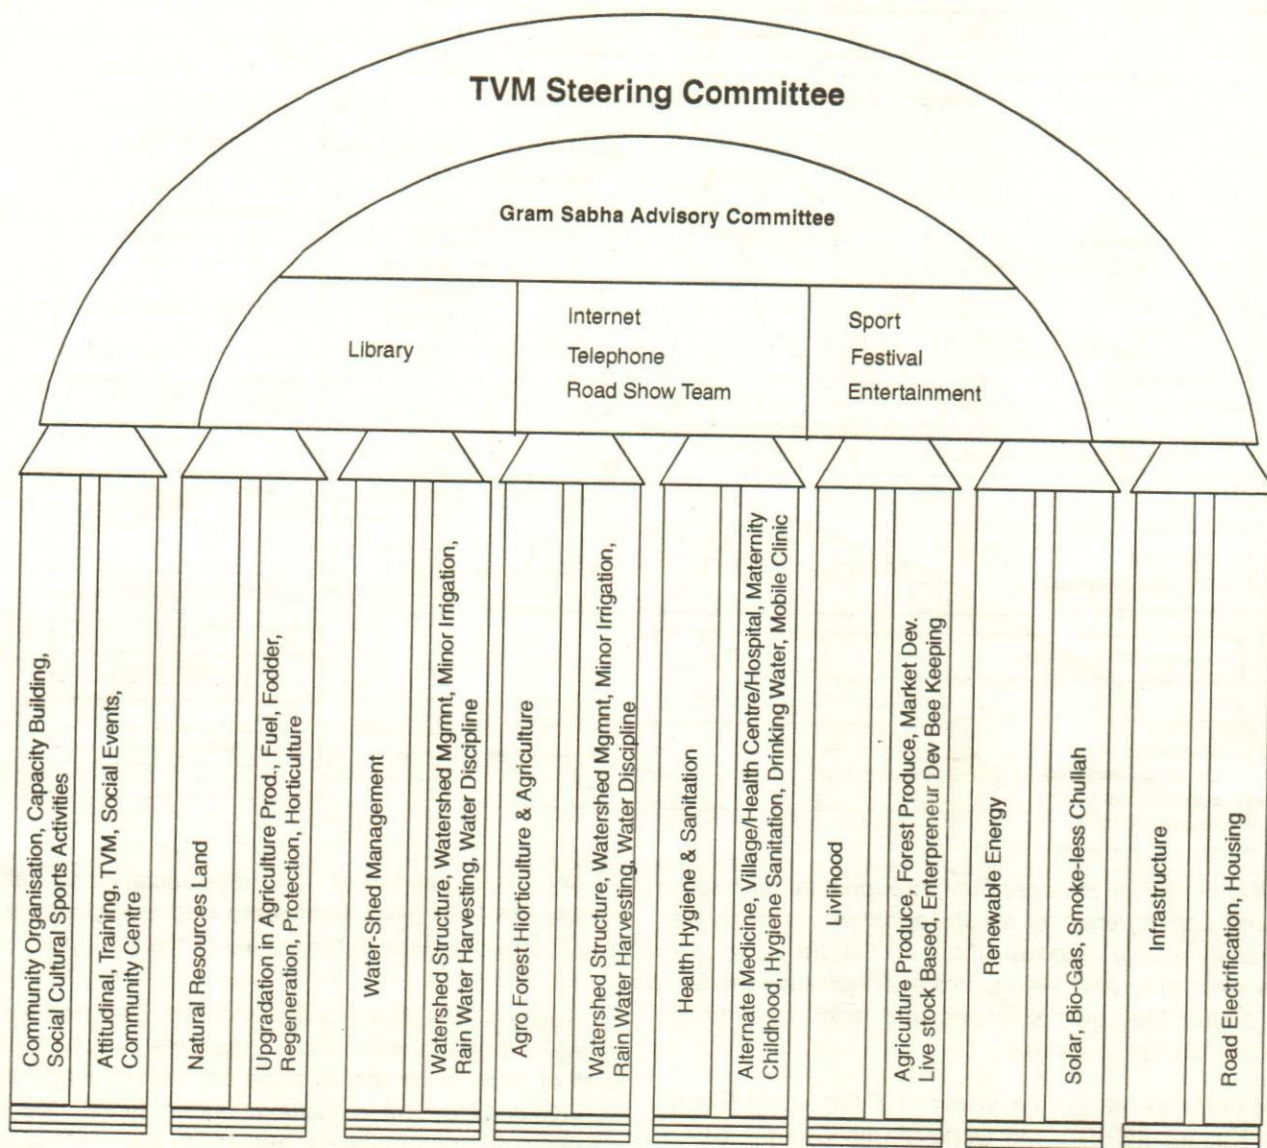 TVM Steering Committee
Gram Sabha Advisory Committee
Library
Internet
Telephone
Road Show Team
Sport
Festival
Entertainment
Community Organisation, Capacity Building,
Social Cultural Sports Activities
Attitudinal, Training, TVM, Social Events,
Community Centre
Natural Resources Land
Upgradation in Agriculture Prod., Fuel, Fodder,
Regeneration, Protection, Horticulture
Water-Shed Management
Watershed Structure, Watershed Mgmnt, Minor Irrigation,
Rain Water Harvesting, Water Discipline
Agro Forest Horticulture & Agriculture
Watershed Structure, Watershed Mgmnt, Minor Irrigation,
Rain Water Harvesting, Water Discipline
Health Hygiene & Sanitation
Alternate Medicine, Village/Health Centre/Hospital, Maternity
Childhood, Hygiene Sanitation, Drinking Water, Mobile Clinic
Livlihood
Agriculture Produce, Forest Produce, Market Dev.
Live stock Based, Enterpreneur Dev Bee Keeping
Renewable Energy
Solar, Bio-Gas, Smoke-less Chullah
Infrastructure
Road Electrification, Housing